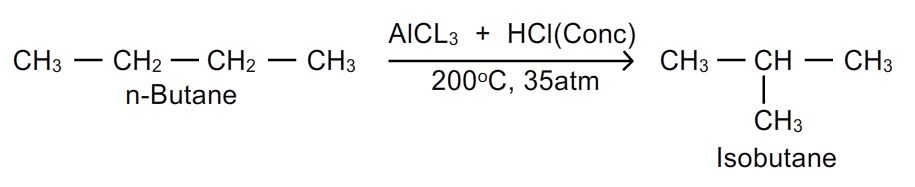 AlCL₃ + HCl(Conc)
CH₃ — CH₂ — CH₂ — CH₃ → CH₃ — CH — CH₃
200°C, 35atm
n-Butane
CH₃
Isobutane